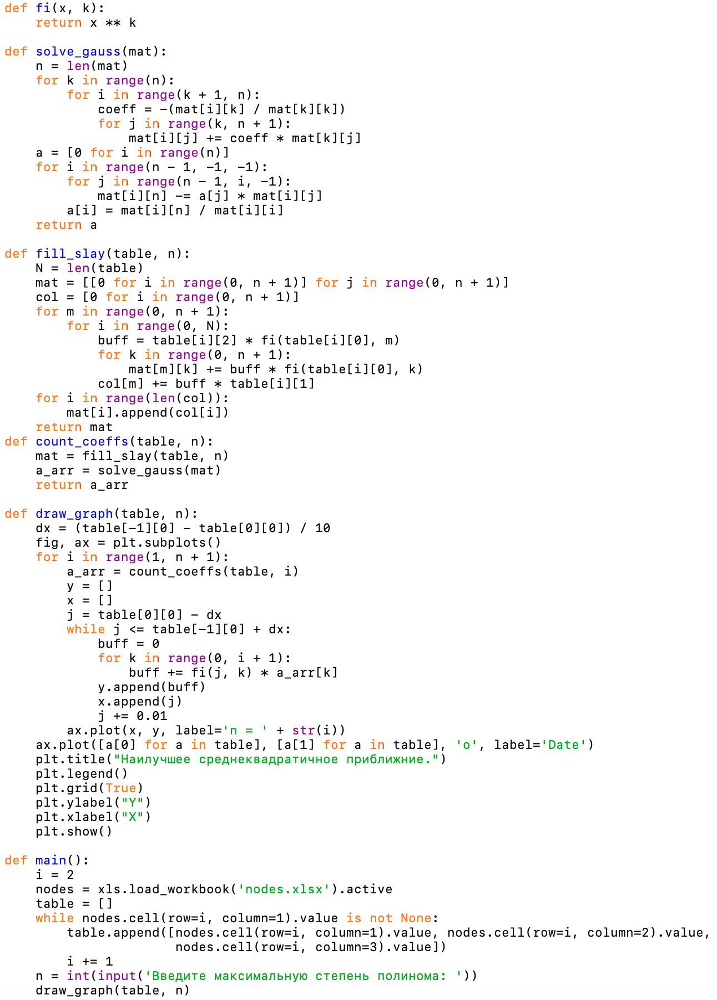 def fi(x, k):
    return x ** k

def solve_gauss(mat):
    n = len(mat)
    for k in range(n):
        for i in range(k + 1, n):
            coeff = -(mat[i][k] / mat[k][k])
            for j in range(k, n + 1):
                mat[i][j] += coeff * mat[k][j]
    a = [0 for i in range(n)]
    for i in range(n - 1, -1, -1):
        for j in range(n - 1, i, -1):
            mat[i][n] -= a[j] * mat[i][j]
        a[i] = mat[i][n] / mat[i][i]
    return a

def fill_slay(table, n):
    N = len(table)
    mat = [[0 for i in range(0, n + 1)] for j in range(0, n + 1)]
    col = [0 for i in range(0, n + 1)]
    for m in range(0, n + 1):
        for i in range(0, N):
            buff = table[i][2] * fi(table[i][0], m)
            for k in range(0, n + 1):
                mat[m][k] += buff * fi(table[i][0], k)
            col[m] += buff * table[i][1]
    for i in range(len(col)):
        mat[i].append(col[i])
    return mat
def count_coeffs(table, n):
    mat = fill_slay(table, n)
    a_arr = solve_gauss(mat)
    return a_arr

def draw_graph(table, n):
    dx = (table[-1][0] - table[0][0]) / 10
    fig, ax = plt.subplots()
    for i in range(1, n + 1):
        a_arr = count_coeffs(table, i)
        y = []
        x = []
        j = table[0][0] - dx
        while j <= table[-1][0] + dx:
            buff = 0
            for k in range(0, i + 1):
                buff += fi(j, k) * a_arr[k]
            y.append(buff)
            x.append(j)
            j += 0.01
        ax.plot(x, y, label='n = ' + str(i))
    ax.plot([a[0] for a in table], [a[1] for a in table], 'o', label='Date')
    plt.title("Наилучшее среднеквадратичное приближние.")
    plt.legend()
    plt.grid(True)
    plt.ylabel("Y")
    plt.xlabel("X")
    plt.show()

def main():
    i = 2
    nodes = xls.load_workbook('nodes.xlsx').active
    table = []
    while nodes.cell(row=i, column=1).value is not None:
        table.append([nodes.cell(row=i, column=1).value, nodes.cell(row=i, column=2).value,
                      nodes.cell(row=i, column=3).value])
        i += 1
    n = int(input('Введите максимальную степень полинома: '))
    draw_graph(table, n)